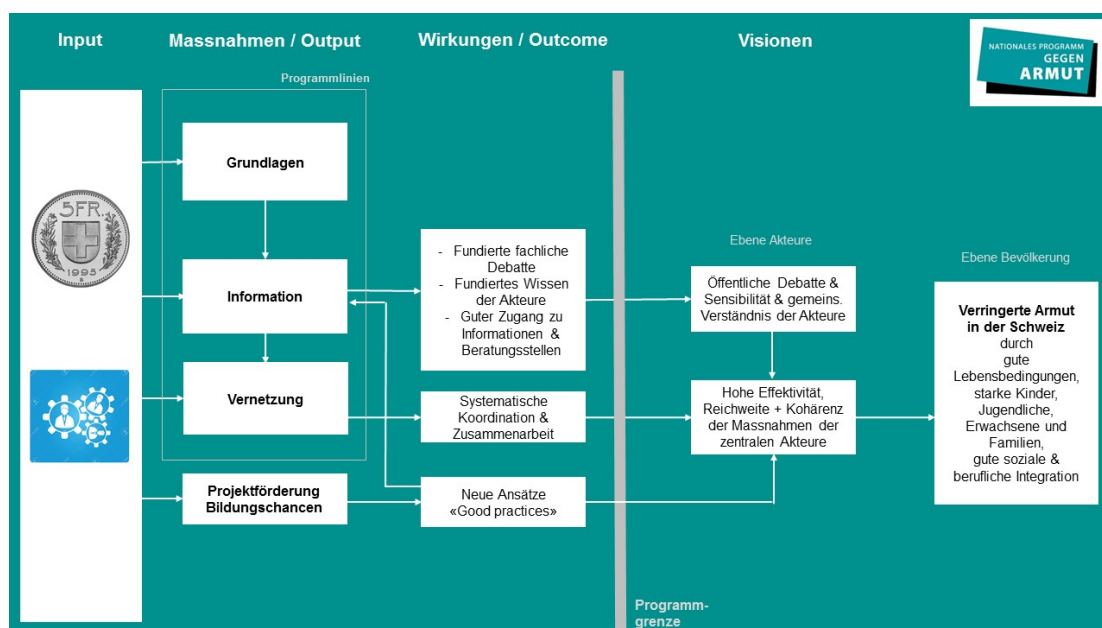 Input
Massnahmen / Output
Wirkungen / Outcome
Visionen
NATIONALES PROGRAMM
GEGEN
ARMUT
Programmlinien
Grundlagen
5FR.
1995
B
Information
Vernetzung
Projektförderung
Bildungschancen
- Fundierte fachliche
Debatte
- Fundiertes Wissen
der Akteure
- Guter Zugang zu
Informationen &
Beratungsstellen
Systematische
Koordination &
Zusammenarbeit
Neue Ansätze
«Good practices»
Ebene Akteure
Öffentliche Debatte &
Sensibilität & gemeins.
Verständnis der Akteure
Hohe Effektivität,
Reichweite + Kohärenz
der Massnahmen der
zentralen Akteure
Ebene Bevölkerung
Verringerte Armut
in der Schweiz
durch
gute
Lebensbedingungen,
starke Kinder,
Jugendliche,
Erwachsene und
Familien,
gute soziale &
berufliche Integration
Programm-
grenze